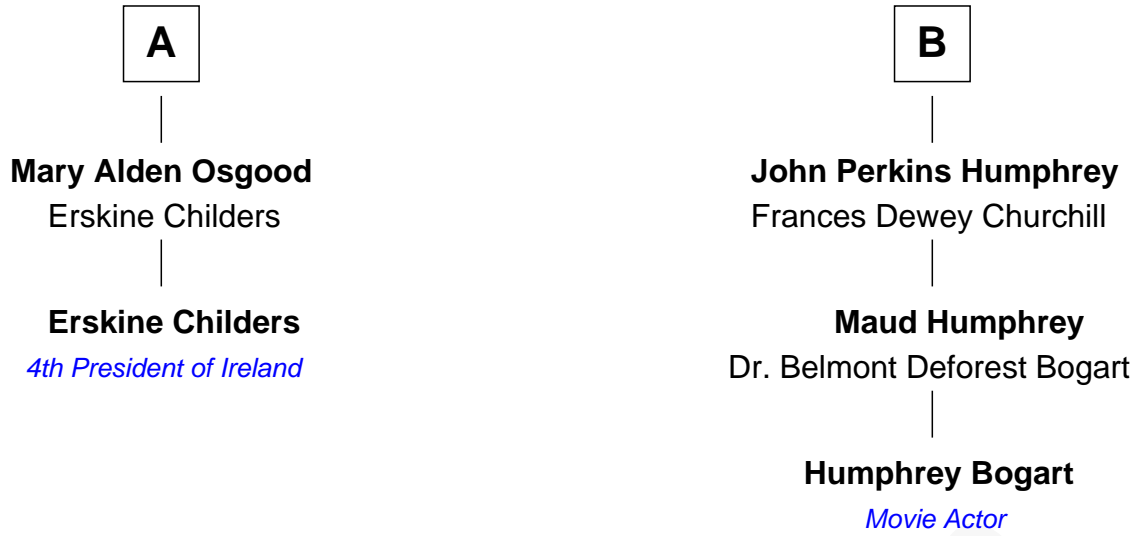 A
Mary Alden Osgood
Erskine Childers
Erskine Childers
4th President of Ireland
B
John Perkins Humphrey
Frances Dewey Churchill
Maud Humphrey
Dr. Belmont Deforest Bogart
Humphrey Bogart
Movie Actor